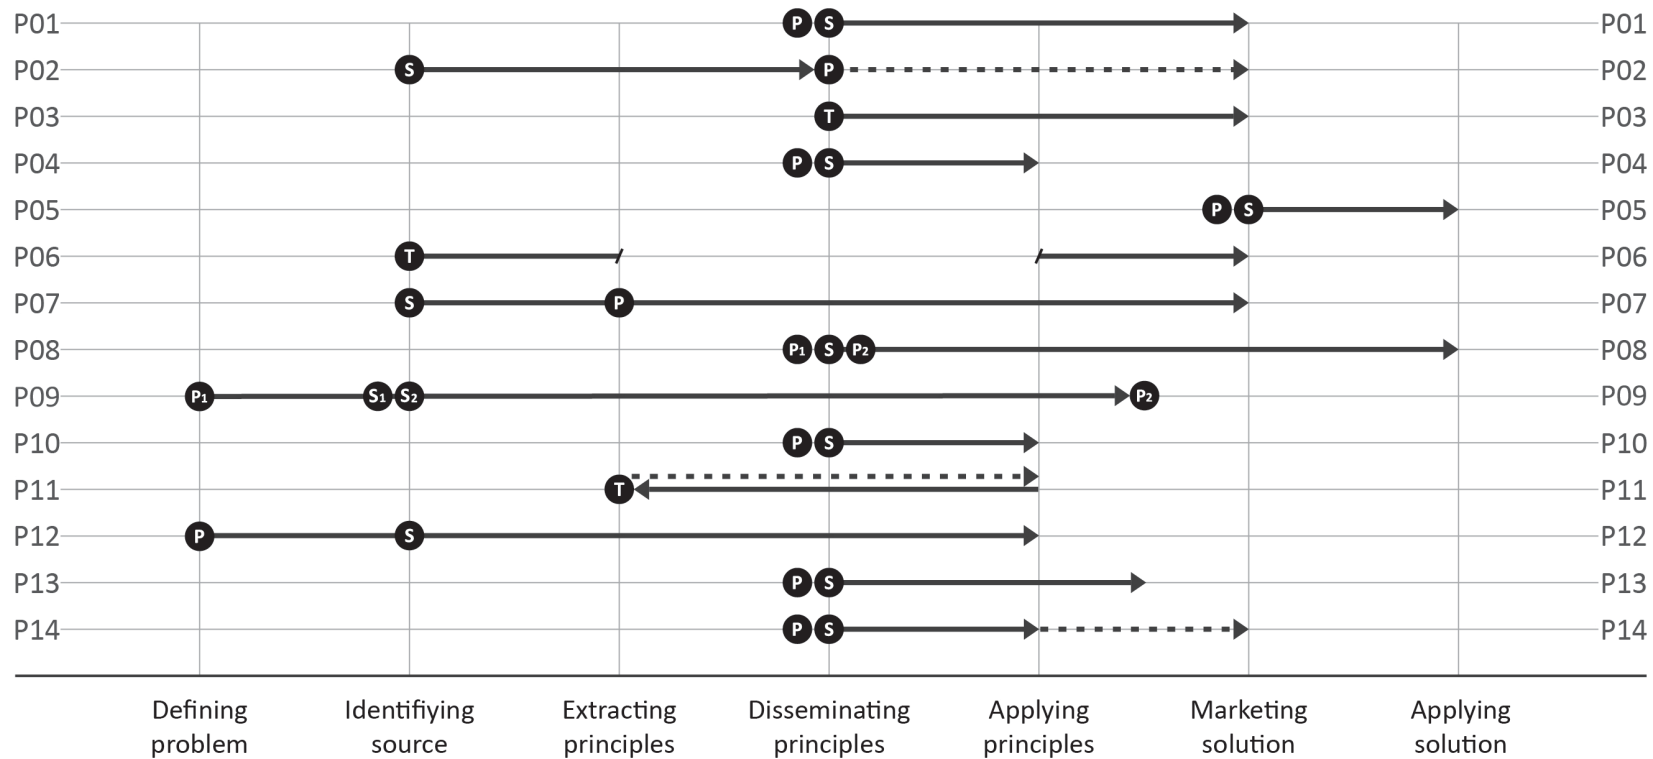 P01 P S P01
P02 S P P02
P03 T P03
P04 P S P04
P05 P S P05
P06 T P06
P07 S P P07
P08 P1 S P2 P08
P09 P1 S1 S2 P2 P09
P10 P S P10
P11 T P11
P12 P S P12
P13 P S P13
P14 P S P14
Defining Identifiying Extracting Disseminating Applying Marketing Applying
problem source principles principles principles solution solution